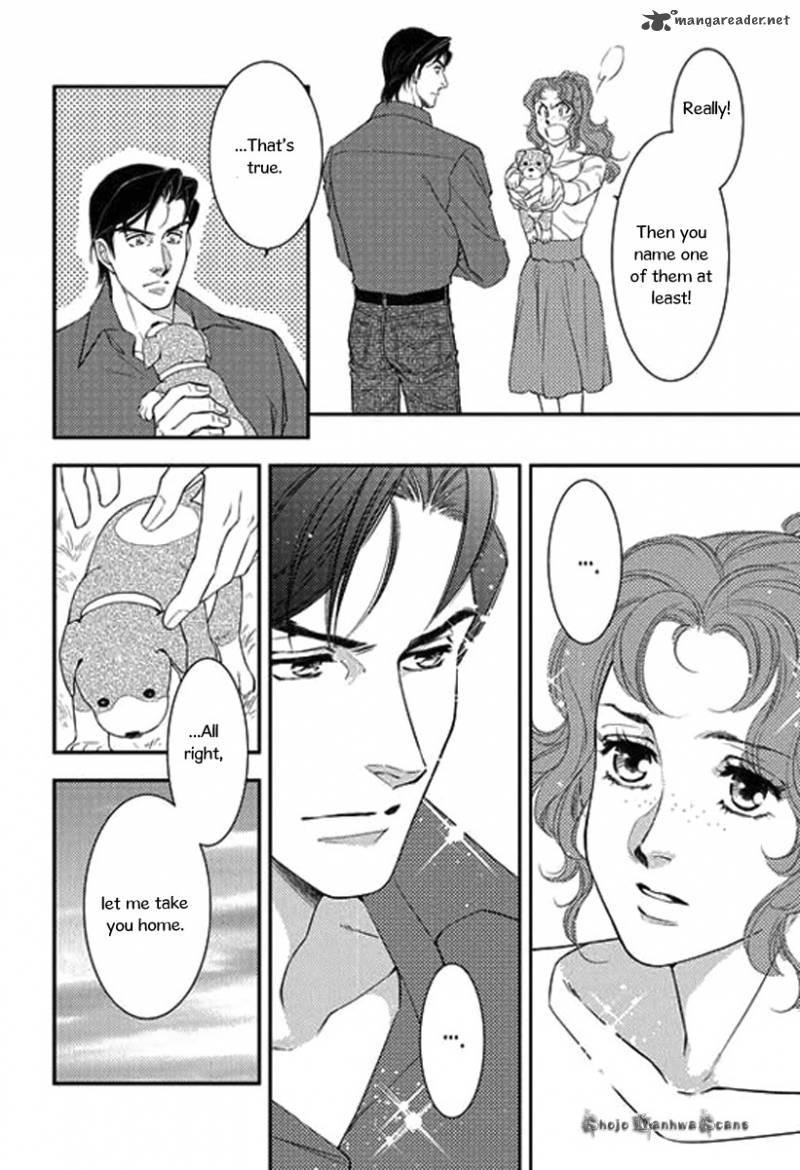 mangareader.net
Really!
Then you
name one
of them at
least!
...That's
true.
....
....
...All
right,
let me take
you home.
Shojo Manhwa Scans